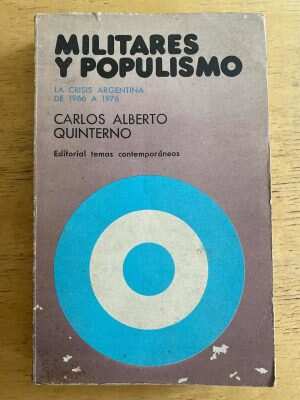 MILITARES
Y POPULISMO
LA CRISIS ARGENTINA
DE 1966 A 1976
CARLOS ALBERTO
QUINTERNO
Editorial temas contemporáneos